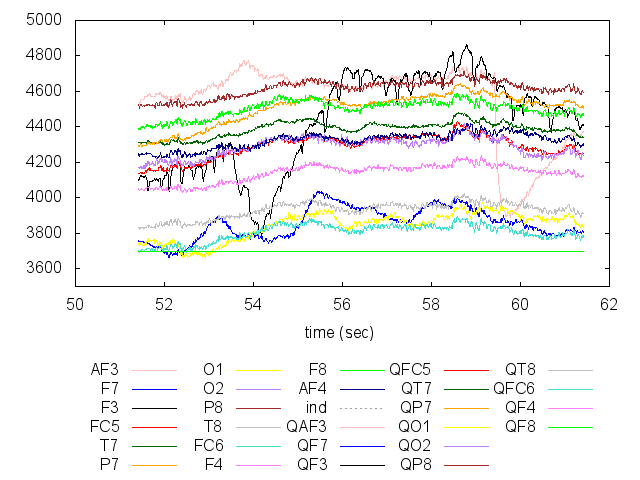 5000
4800
4600
4400
4200
4000
3800
3600
50 52 54 56 58 60 62
time (sec)
AF3 O1 F8 QFC5 QT8
F7 O2 AF4 QT7 QFC6
F3 P8 ind QP7 QF4
FC5 T8 QAF3 QO1 QF8
T7 FC6 QF7 QO2
P7 F4 QF3 QP8